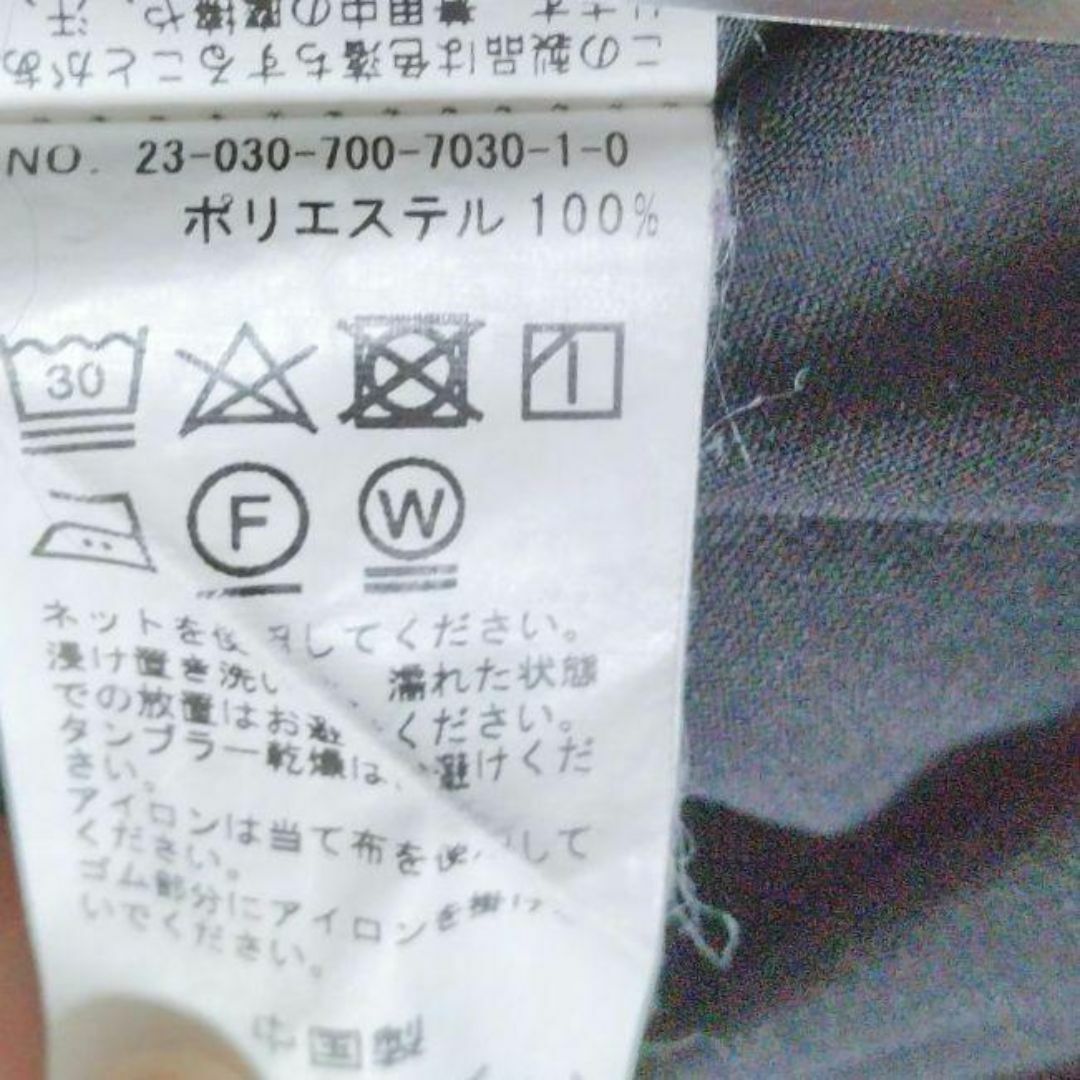 この製品は色落ちすることがあ
NO. 23-030-700-7030-1-0
ポリエステル 100%
30
F
W
ネットを使用してください。
浸け置き洗い 濡れた状態
での放置はお避 ください。
タンブラー乾燥は 避けくだ
さい。
アイロンは当て布を使 して
ください。
ゴム部分にアイロンを掛け
いでください。
中国